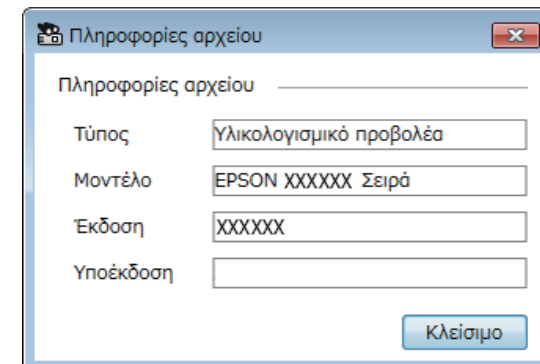 Πληροφορίες αρχείου
Πληροφορίες αρχείου
Τύπος Υλικολογισμικό προβολέα
Μοντέλο EPSON XXXXXX Σειρά
Έκδοση XXXXXX
Υποέκδοση
Κλείσιμο